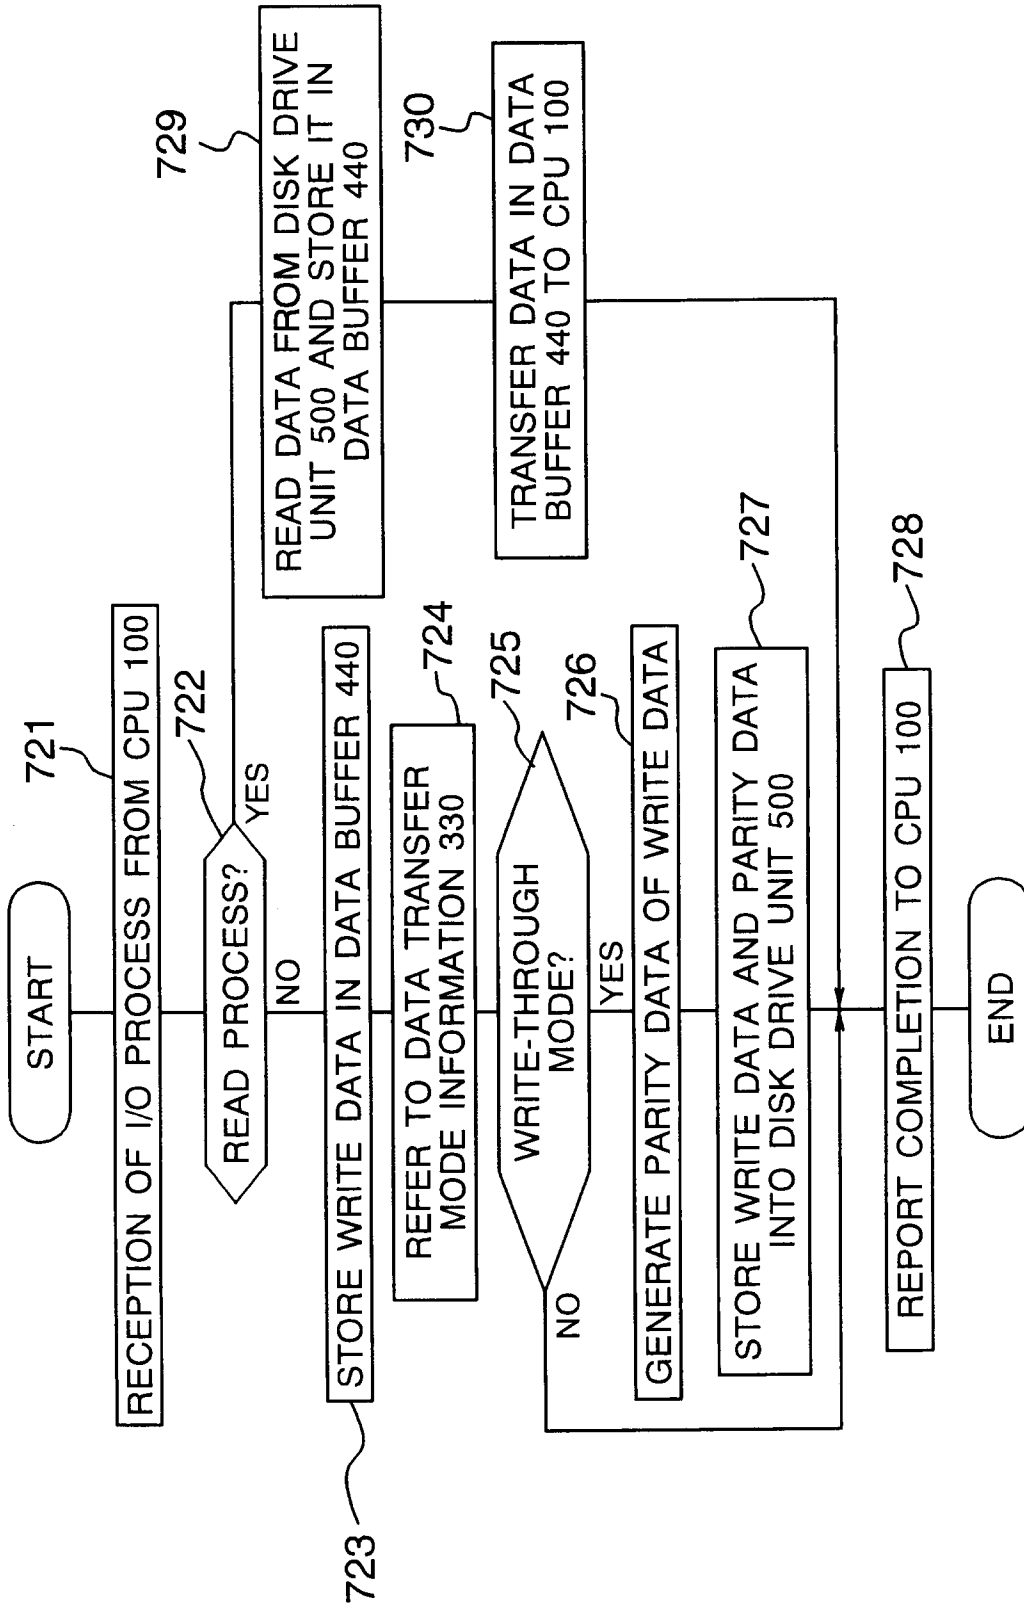 START
721
RECEPTION OF I/O PROCESS FROM CPU 100
722
READ PROCESS?
YES
NO
729
READ DATA FROM DISK DRIVE
UNIT 500 AND STORE IT IN
DATA BUFFER 440
723
STORE WRITE DATA IN DATA BUFFER 440
724
REFER TO DATA TRANSFER
MODE INFORMATION 330
730
TRANSFER DATA IN DATA
BUFFER 440 TO CPU 100
725
WRITE-THROUGH
MODE?
NO
YES
726
GENERATE PARITY DATA OF WRITE DATA
727
STORE WRITE DATA AND PARITY DATA
INTO DISK DRIVE UNIT 500
728
REPORT COMPLETION TO CPU 100
END